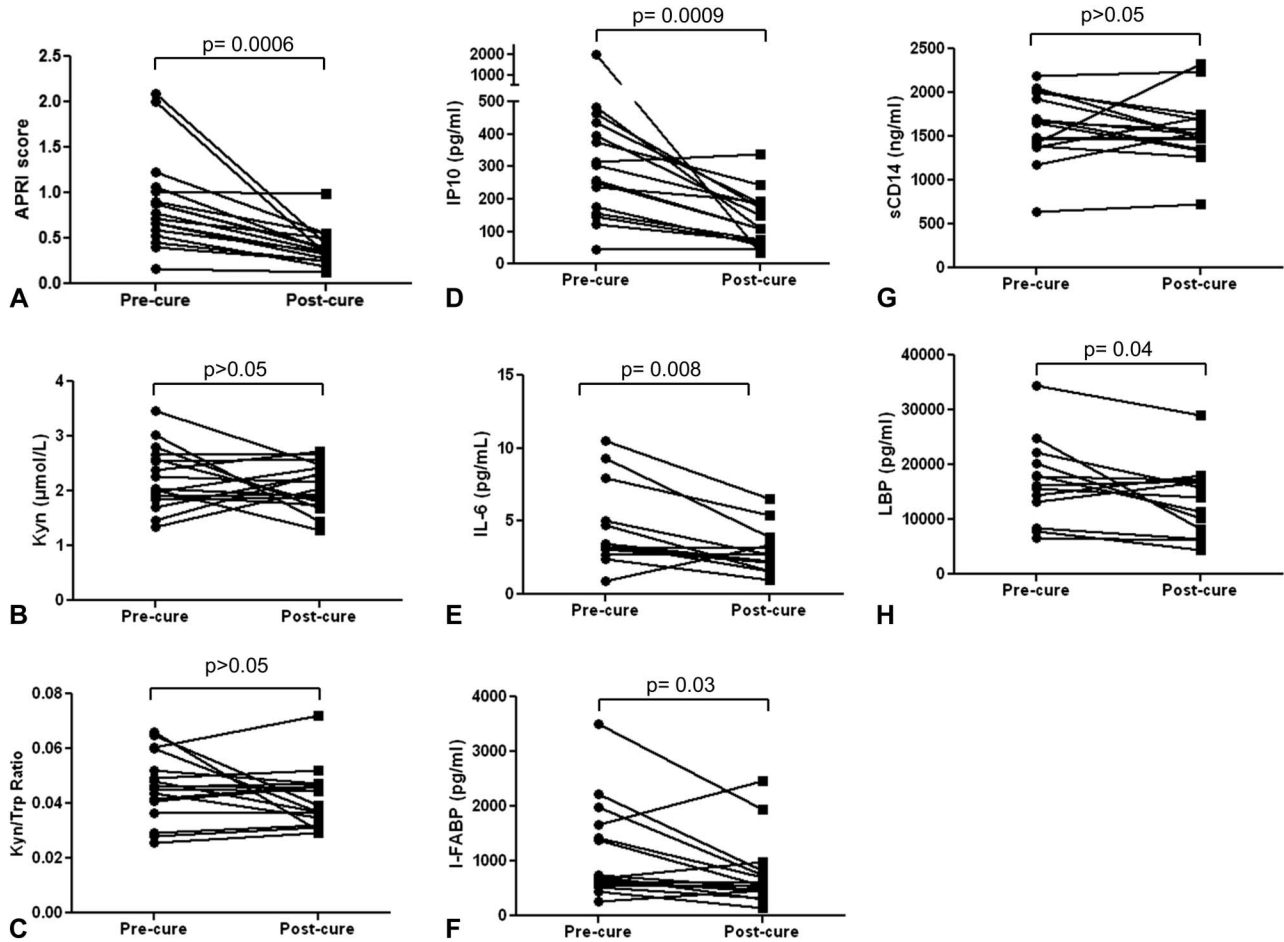 p= 0.0006
2.5
2.0
1.5
1.0
0.5
0.0
APRI score
Pre-cure Post-cure
A
p>0.05
4
3
2
1
0
Kyn (μmol/L)
Pre-cure Post-cure
B
p>0.05
0.08
0.06
0.04
0.02
0.00
Kyn/Trp Ratio
Pre-cure Post-cure
C
p= 0.0009
2000
1000
500
400
300
200
100
0
IP10 (pg/ml)
Pre-cure Post-cure
D
p= 0.008
15
10
5
0
IL-6 (pg/mL)
Pre-cure Post-cure
E
p= 0.03
4000
3000
2000
1000
0
I-FABP (pg/ml)
Pre-cure Post-cure
F
p>0.05
2500
2000
1500
1000
500
0
sCD14 (ng/ml)
Pre-cure Post-cure
G
p= 0.04
40000
30000
20000
10000
0
LBP (pg/ml)
Pre-cure Post-cure
H